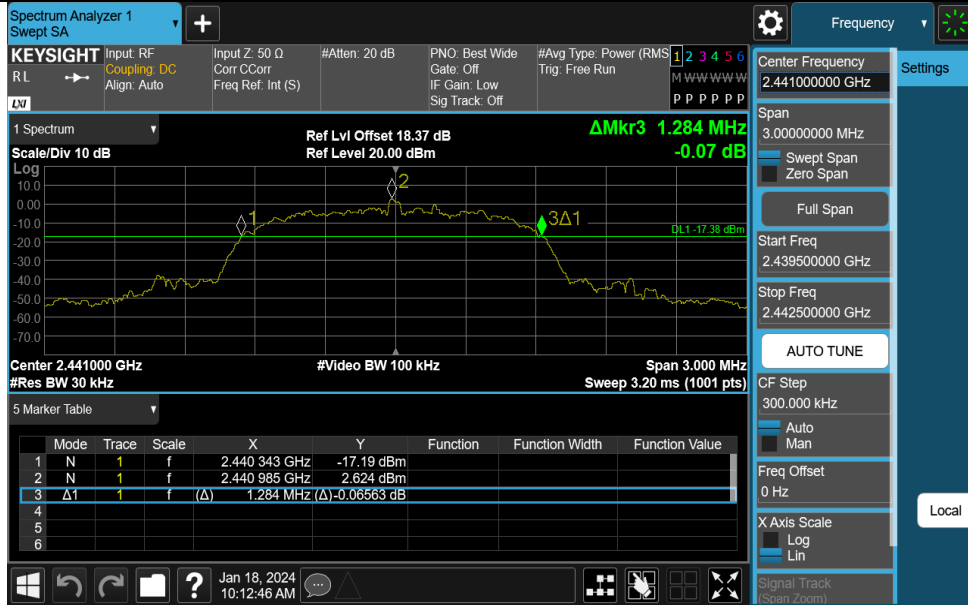 Spectrum Analyzer 1
Swept SA
+
Frequency
KEYSIGHT
RL
LXI
Input: RF
Coupling: DC
Align: Auto
Input Z: 50 Ω
Corr CCorr
Freq Ref: Int (S)
#Atten: 20 dB
PNO: Best Wide
Gate: Off
IF Gain: Low
Sig Track: Off
#Avg Type: Power (RMS
Trig: Free Run
1 2 3 4 5 6
M W W W W W
P P P P P P
1 Spectrum
Scale/Div 10 dB
Ref Lvl Offset 18.37 dB
Ref Level 20.00 dBm
ΔMkr3 1.284 MHz
-0.07 dB
Log
10.0
0.00
-10.0
-20.0
-30.0
-40.0
-50.0
-60.0
-70.0
1
2
3Δ1
DL1 -17.38 dBm
Center 2.441000 GHz
#Video BW 100 kHz
Span 3.000 MHz
#Res BW 30 kHz
Sweep 3.20 ms (1001 pts)
5 Marker Table
Mode Trace Scale X Y Function Function Width Function Value
1 N 1 f 2.440 343 GHz -17.19 dBm
2 N 1 f 2.440 985 GHz 2.624 dBm
3 Δ1 1 f (Δ) 1.284 MHz (Δ) -0.06563 dB
4
5
6
?
Jan 18, 2024
10:12:46 AM
Center Frequency
2.441000000 GHz
Span
3.00000000 MHz
Swept Span
Zero Span
Full Span
Start Freq
2.439500000 GHz
Stop Freq
2.442500000 GHz
AUTO TUNE
CF Step
300.000 kHz
Auto
Man
Freq Offset
0 Hz
X Axis Scale
Log
Lin
Signal Track
(Span Zoom)
Settings
Local